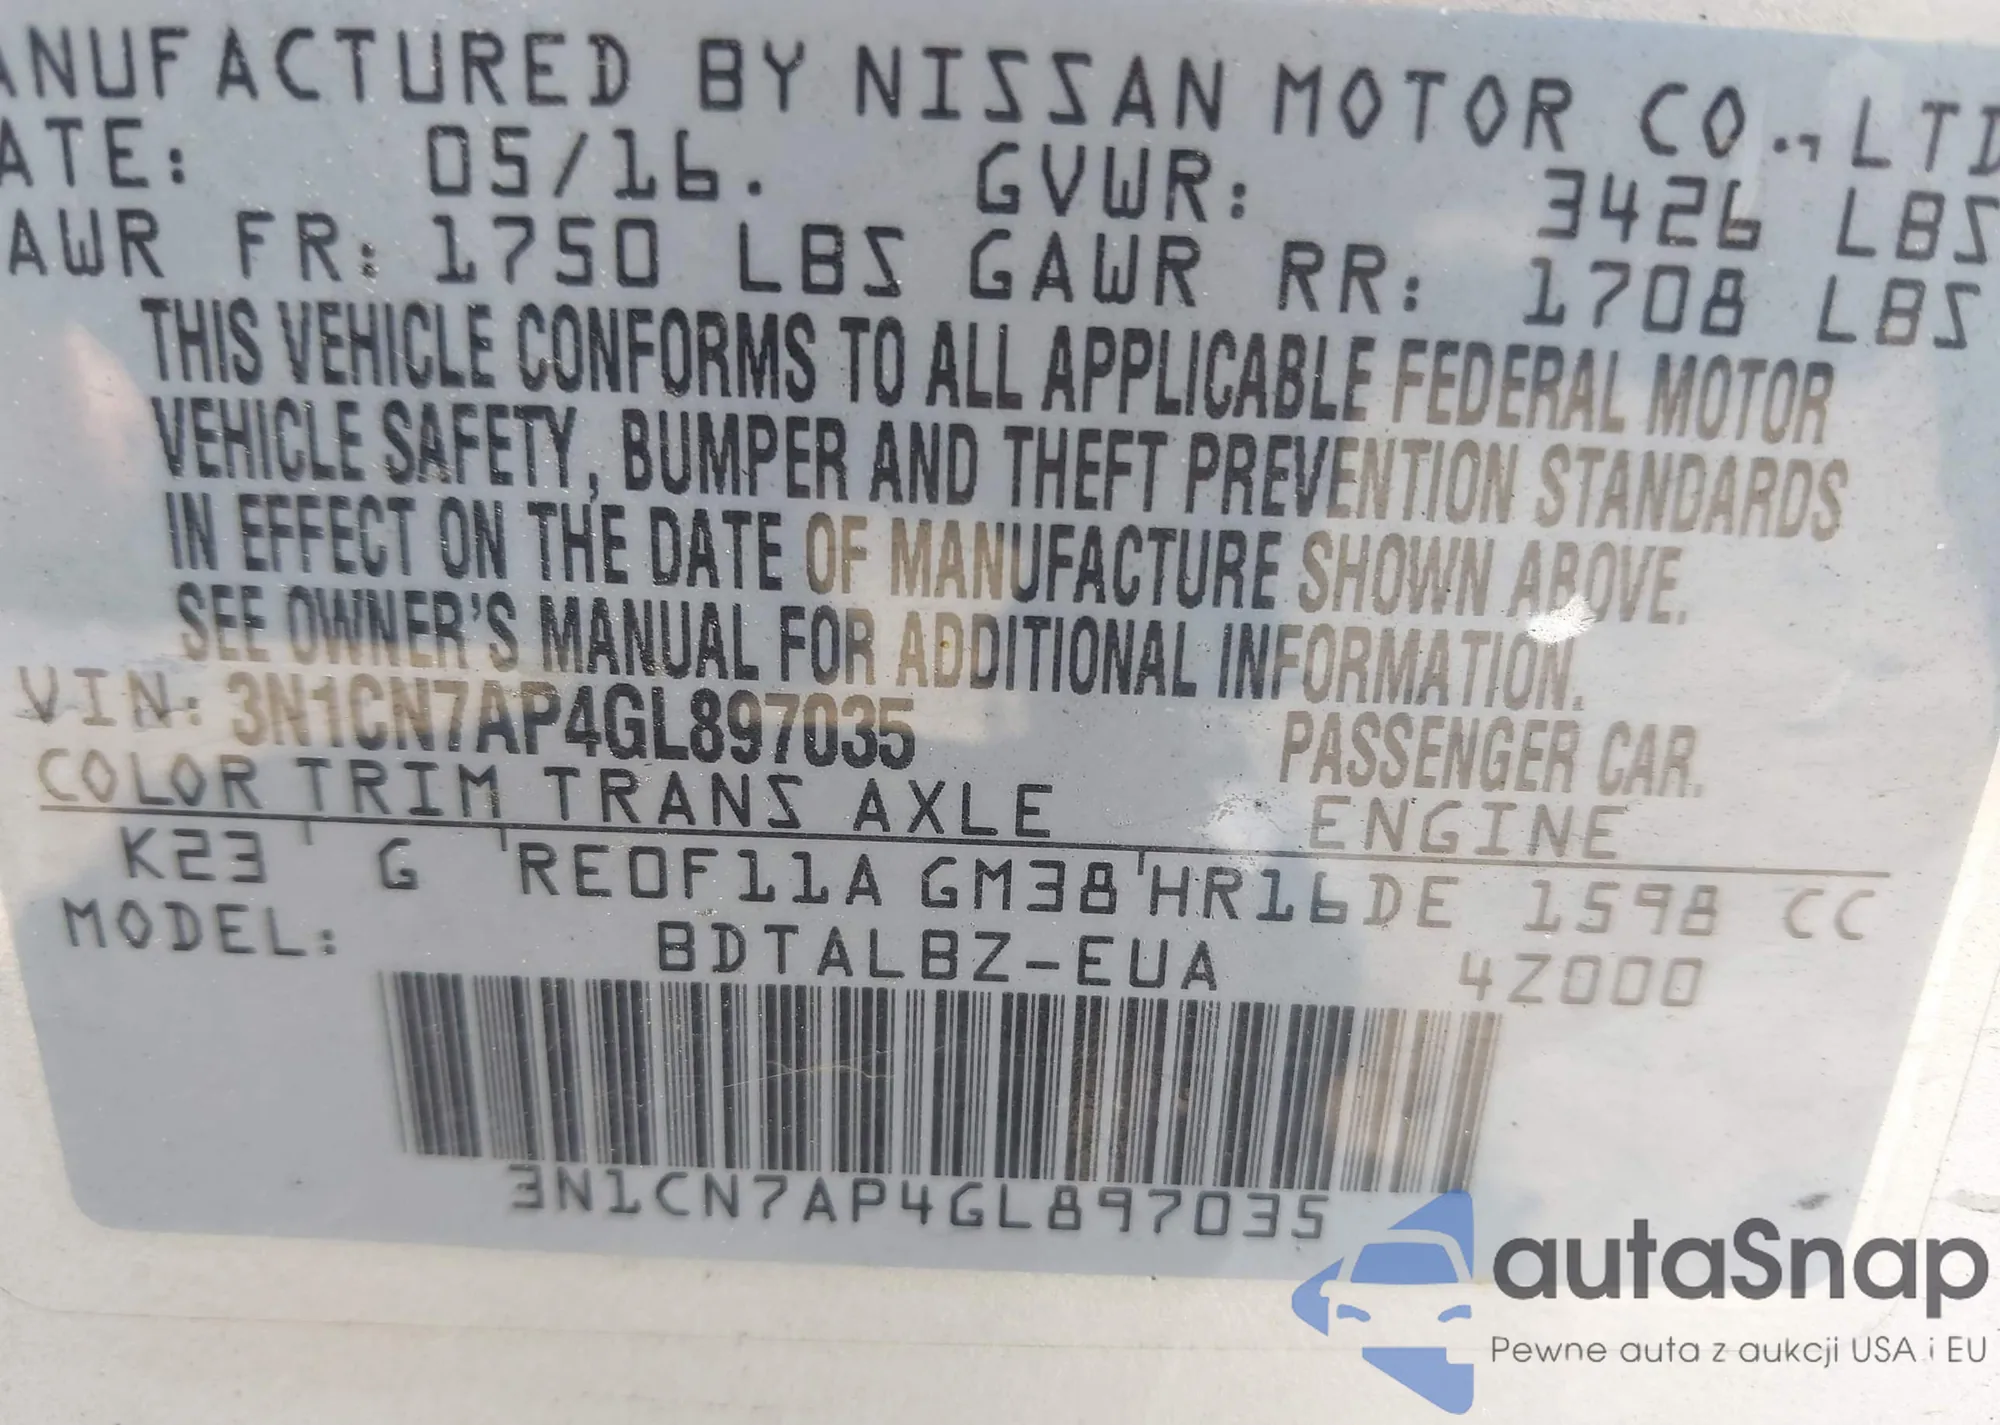 ANUFACTURED BY NISSAN MOTOR CO., LTD
ATE: 05/16. GVWR: 3426 LBS
AWR FR: 1750 LBS GAWR RR: 1708 LBS
THIS VEHICLE CONFORMS TO ALL APPLICABLE FEDERAL MOTOR
VEHICLE SAFETY, BUMPER AND THEFT PREVENTION STANDARDS
IN EFFECT ON THE DATE OF MANUFACTURE SHOWN ABOVE.
SEE OWNER'S MANUAL FOR ADDITIONAL INFORMATION.
VIN: 3N1CN7AP4GL897035 PASSENGER CAR.
COLOR TRIM TRANS AXLE ENGINE
K23 G RE0F11A GM38 HR16DE 1598 CC
MODEL: BDTALBZ-EUA 4Z000
3N1CN7AP4GL897035
autaSnap
Pewne auta z aukcji USA i EU